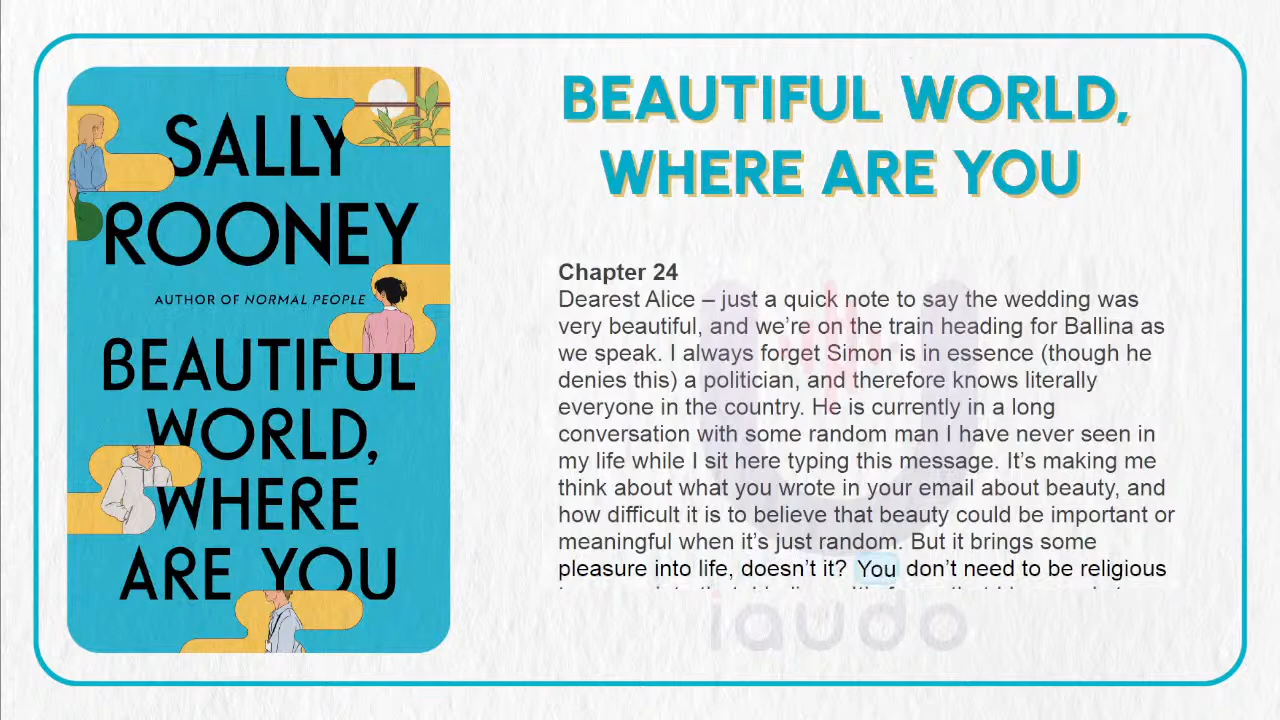 SALLY
ROONEY
AUTHOR OF NORMAL PEOPLE
BEAUTIFUL
WORLD,
WHERE
ARE YOU
BEAUTIFUL WORLD,
WHERE ARE YOU
Chapter 24
Dearest Alice – just a quick note to say the wedding was
very beautiful, and we’re on the train heading for Ballina as
we speak. I always forget Simon is in essence (though he
denies this) a politician, and therefore knows literally
everyone in the country. He is currently in a long
conversation with some random man I have never seen in
my life while I sit here typing this message. It’s making me
think about what you wrote in your email about beauty, and
how difficult it is to believe that beauty could be important or
meaningful when it’s just random. But it brings some
pleasure into life, doesn’t it? You don’t need to be religious
iaudo